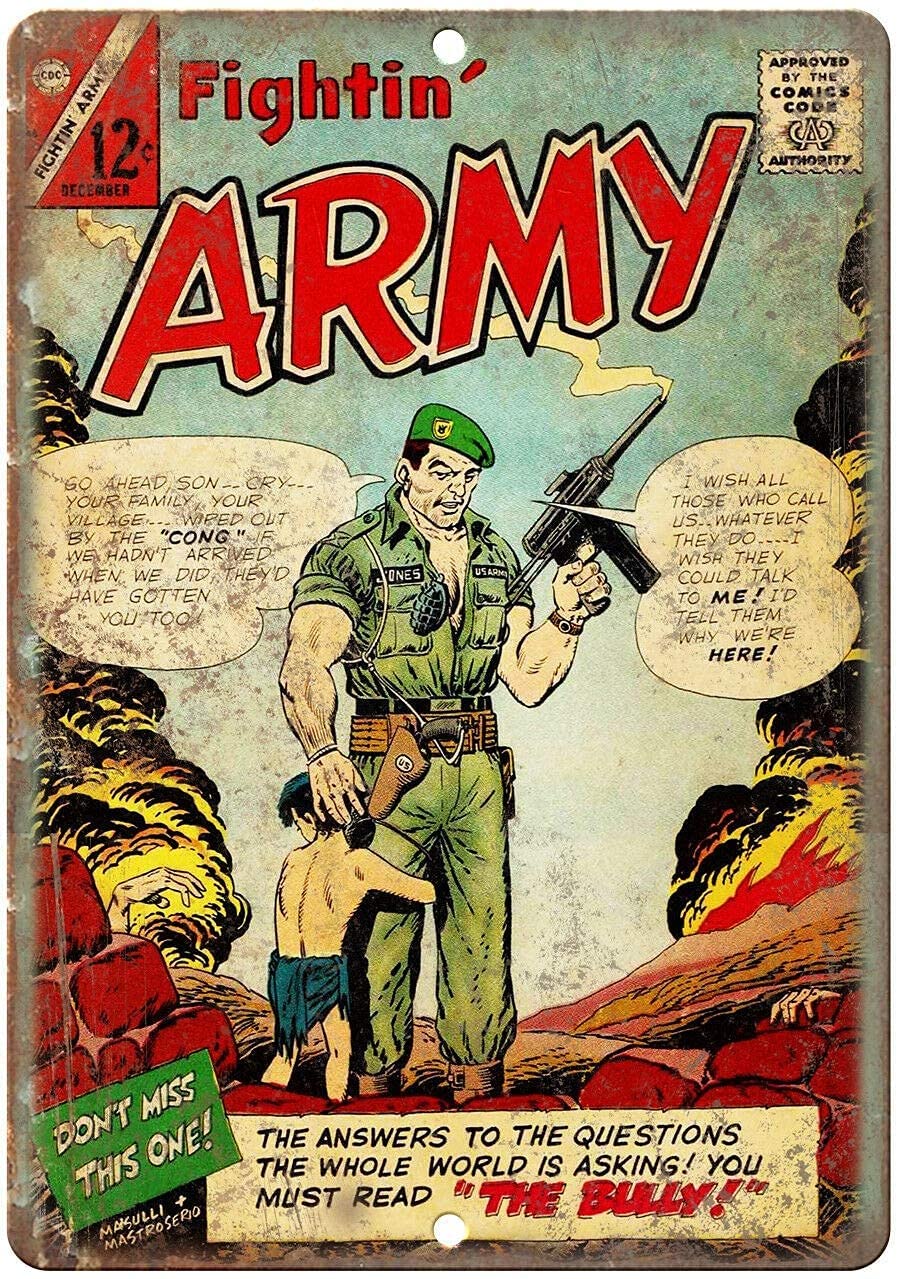 CDC
FIGHTIN' ARMY
12¢
DECEMBER
Fightin'
ARMY
APPROVED
BY THE
COMICS
CODE
CA
AUTHORITY
GO AHEAD, SON -- CRY---
YOUR FAMILY, YOUR
VILLAGE---- WIPED OUT
BY THE "CONG" IF
WE HADN'T ARRIVED
WHEN WE DID, THEY'D
HAVE GOTTEN
YOU, TOO!
I WISH ALL
THOSE WHO CALL
US..WHATEVER
THEY DO----I
WISH THEY
COULD TALK
TO ME! I'D
TELL THEM
WHY WE'RE
HERE!
JONES
US ARMY
US
DON'T MISS
THIS ONE!
THE ANSWERS TO THE QUESTIONS
THE WHOLE WORLD IS ASKING! YOU
MUST READ "THE BULLY!"
MASULLI +
MASTROSERIO